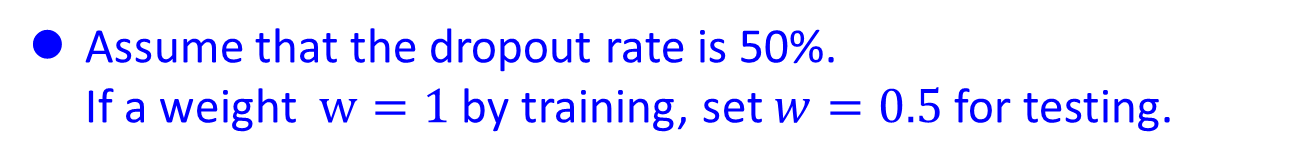 ● Assume that the dropout rate is 50%.
If a weight w = 1 by training, set 𝑤 = 0.5 for testing.